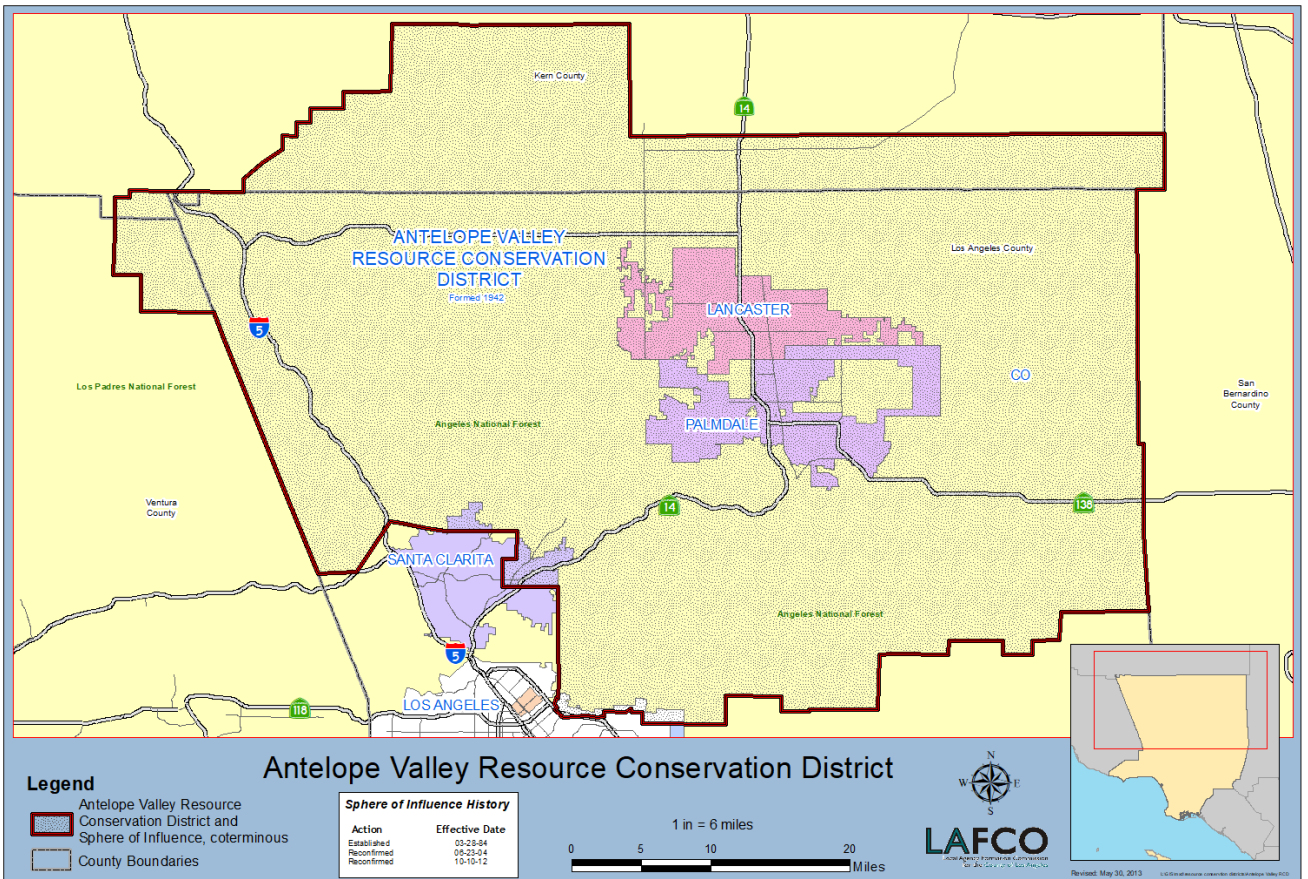 Kern County
14
ANTELOPE VALLEY
RESOURCE CONSERVATION
DISTRICT
Formed 1942
Los Angeles County
LANCASTER
5
CO
Los Padres National Forest
San
Bernardino
County
Angeles National Forest
PALMDALE
Ventura
County
14
138
SANTA CLARITA
Angeles National Forest
5
LOS ANGELES
118
Antelope Valley Resource Conservation District
Legend
Antelope Valley Resource
Conservation District and
Sphere of Influence, coterminous
County Boundaries
Sphere of Influence History
Action Effective Date
Established 03-28-84
Reconfirmed 06-23-04
Reconfirmed 10-10-12
1 in = 6 miles
0 5 10 20
Miles
N
W E
S
LAFCO
Revised: May 30, 2013